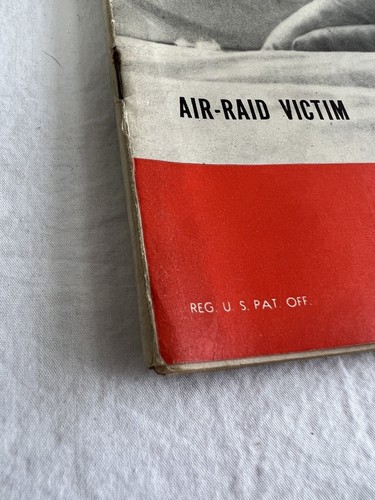 AIR-RAID VICTIM
REG. U. S. PAT. OFF.